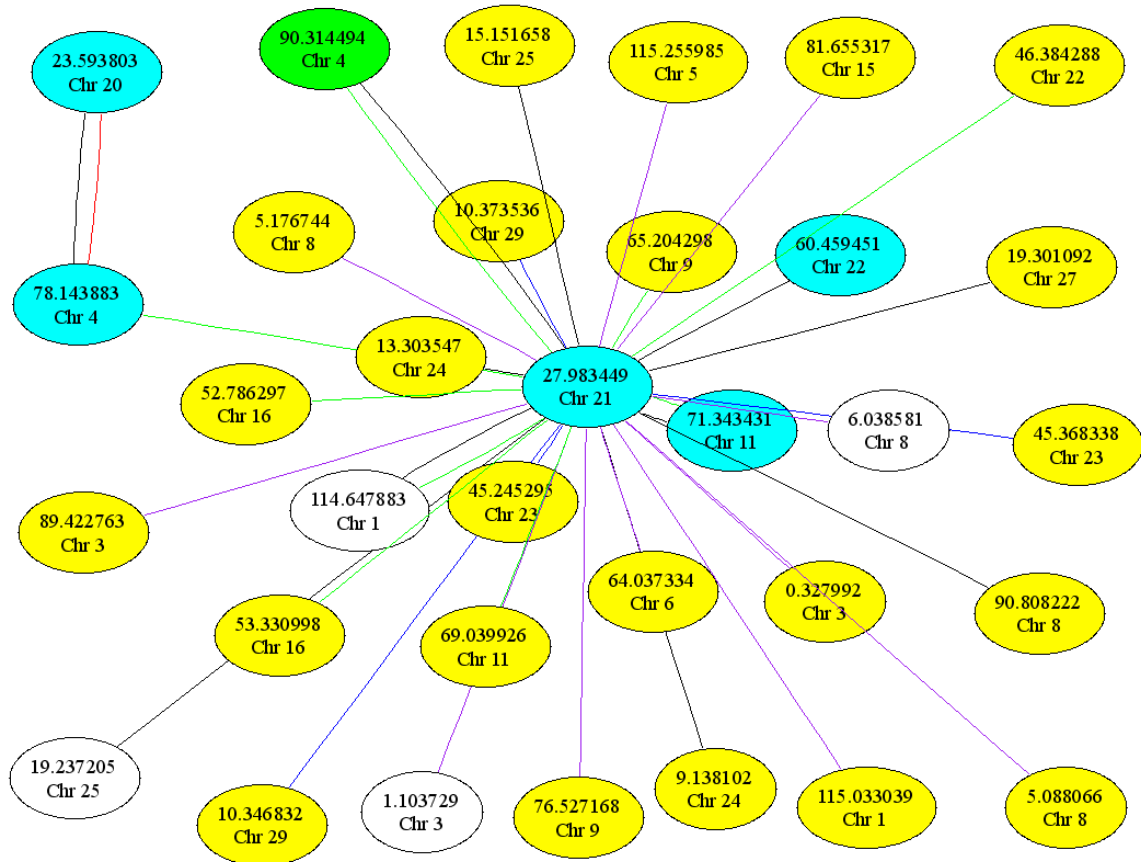 23.593803
Chr 20
90.314494
Chr 4
15.151658
Chr 25
115.255985
Chr 5
81.655317
Chr 15
46.384288
Chr 22
5.176744
Chr 8
10.373536
Chr 29
65.204298
Chr 9
60.459451
Chr 22
19.301092
Chr 27
78.143883
Chr 4
13.303547
Chr 24
27.983449
Chr 21
52.786297
Chr 16
71.343431
Chr 11
6.038581
Chr 8
45.368338
Chr 23
89.422763
Chr 3
114.647883
Chr 1
45.245295
Chr 23
64.037334
Chr 6
0.327992
Chr 3
90.808222
Chr 8
53.330998
Chr 16
69.039926
Chr 11
19.237205
Chr 25
10.346832
Chr 29
1.103729
Chr 3
76.527168
Chr 9
9.138102
Chr 24
115.033039
Chr 1
5.088066
Chr 8